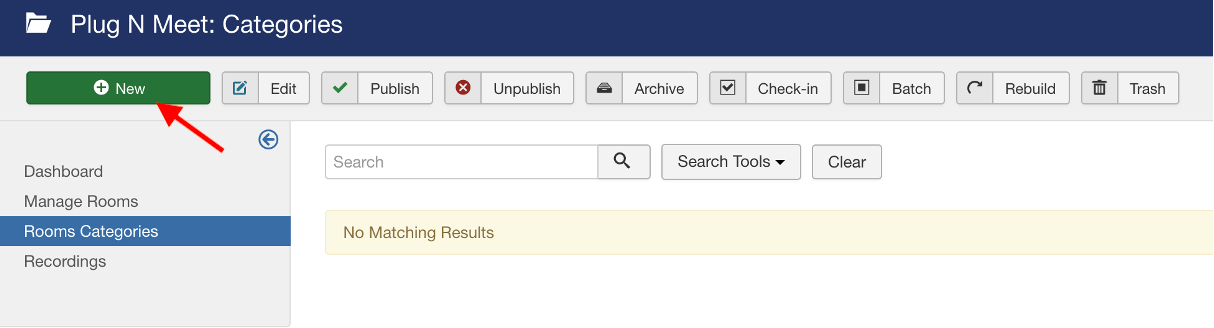 Plug N Meet: Categories
New Edit Publish Unpublish Archive Check-in Batch Rebuild Trash
Search Search Tools Clear
Dashboard
Manage Rooms
Rooms Categories
No Matching Results
Recordings